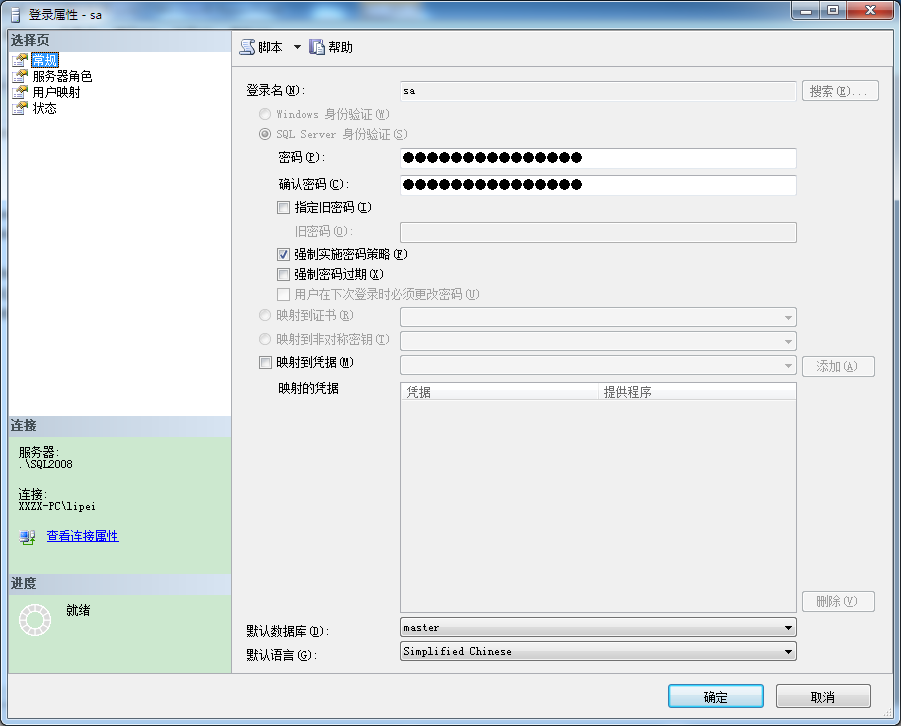 登录属性 - sa
选择页
常规
服务器角色
用户映射
状态
脚本 帮助
登录名(N): sa 搜索(E)...
Windows 身份验证(W)
SQL Server 身份验证(S)
密码(P): ●●●●●●●●●●●●●●●
确认密码(C): ●●●●●●●●●●●●●●●
指定旧密码(I)
旧密码(O):
强制实施密码策略(F)
强制密码过期(X)
用户在下次登录时必须更改密码(U)
映射到证书(R)
映射到非对称密钥(T)
映射到凭据(M) 添加(A)
映射的凭据 凭据 提供程序
删除(V)
默认数据库(D): master
默认语言(G): Simplified Chinese
连接
服务器:
.\SQL2008
连接:
XXZX-PC\lipei
查看连接属性
进度
就绪
确定 取消